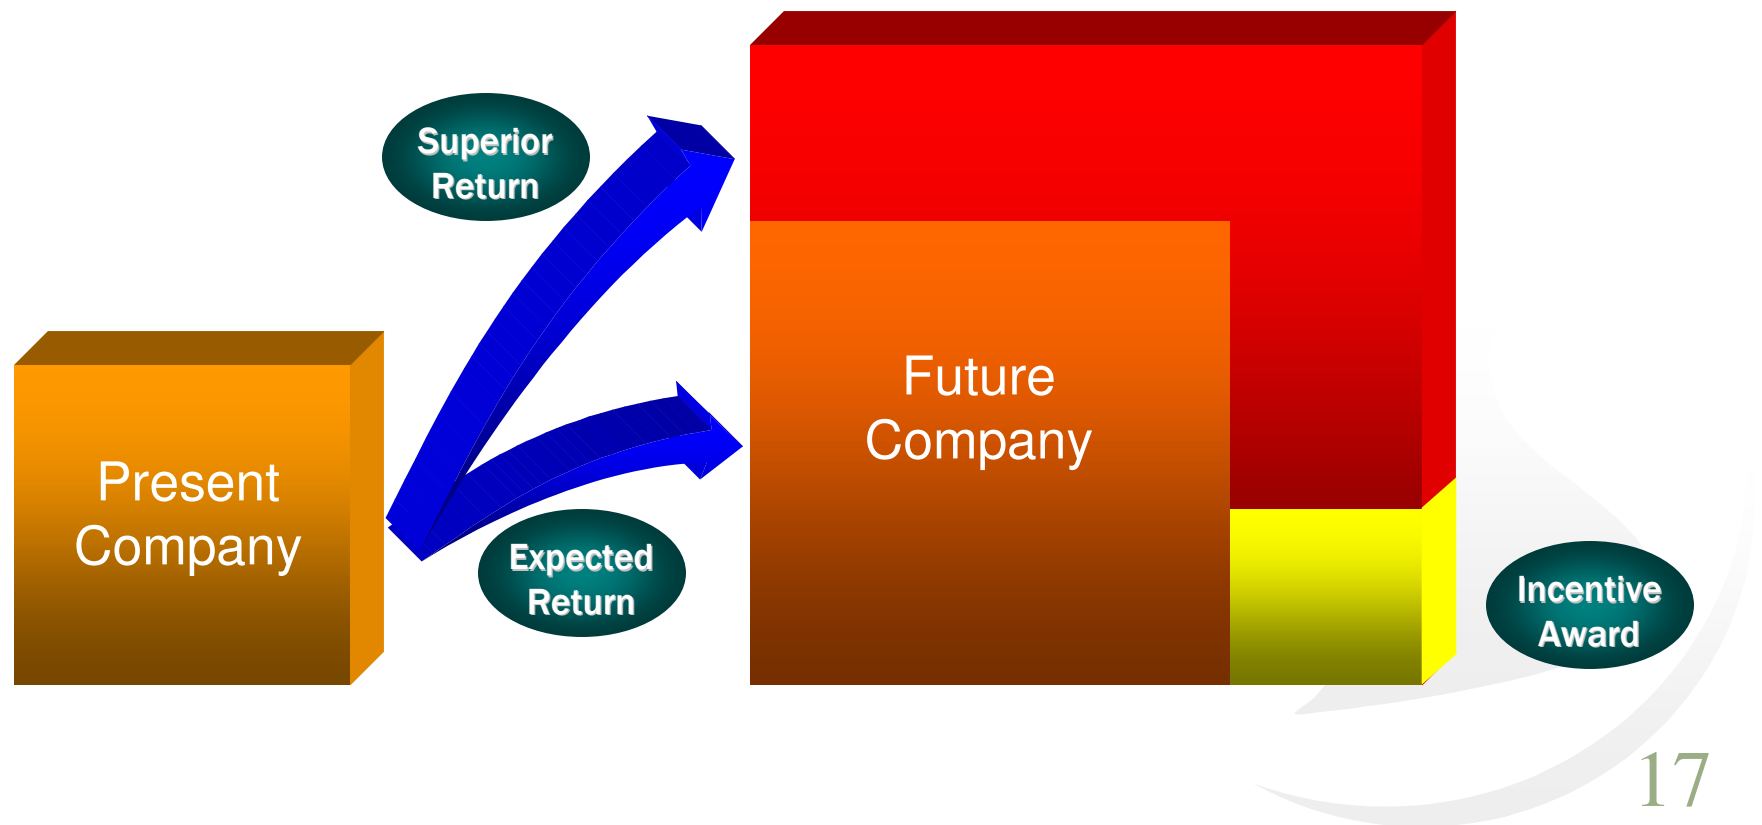 Superior
Return
Present
Company
Expected
Return
Future
Company
Incentive
Award
17